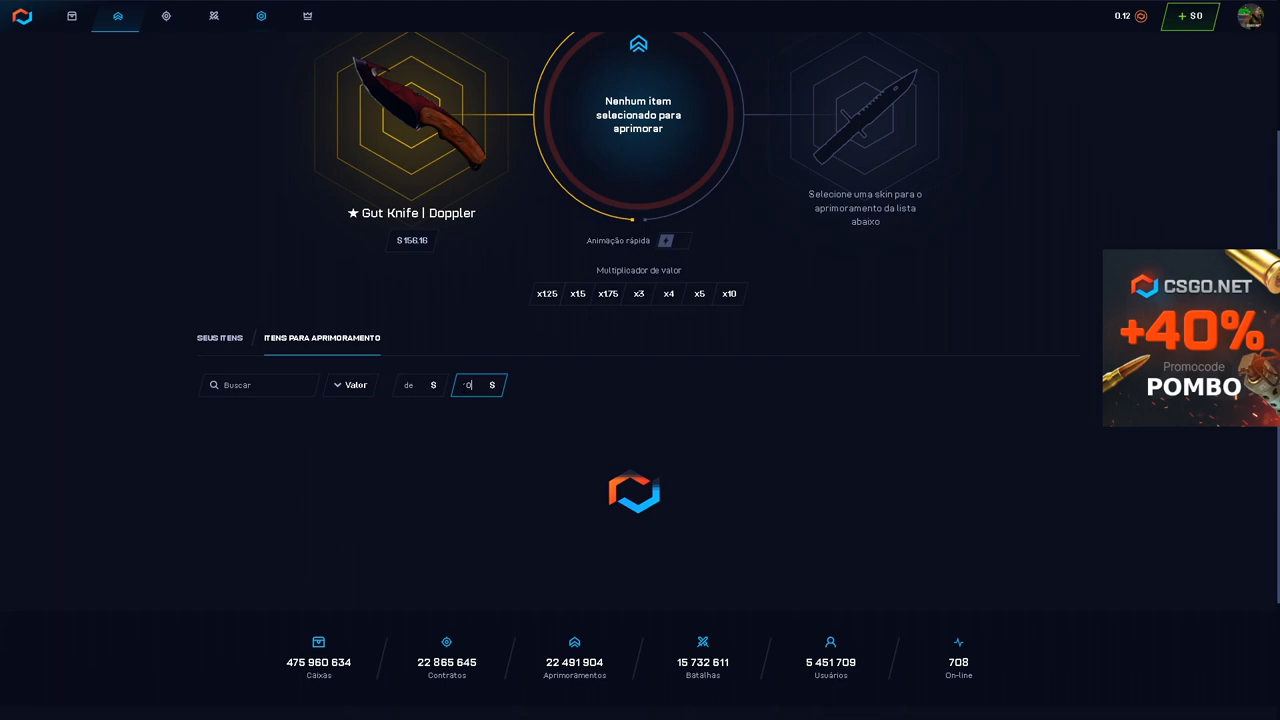 0.12
+ $ 0
Nenhum item
selecionado para
aprimorar
★ Gut Knife | Doppler
$ 156.16
Selecione uma skin para o
aprimoramento da lista
abaixo
Animação rápida
Multiplicador de valor
x1.25 x1.5 x1.75 x3 x4 x5 x10
SEUS ITENS / ITENS PARA APRIMORAMENTO
Buscar Valor de $ $
CSGO.NET
+40%
Promocode
POMBO
475 960 634
Caixas
22 865 645
Contratos
22 491 904
Aprimoramentos
15 732 611
Batalhas
5 451 709
Usuários
708
On-line